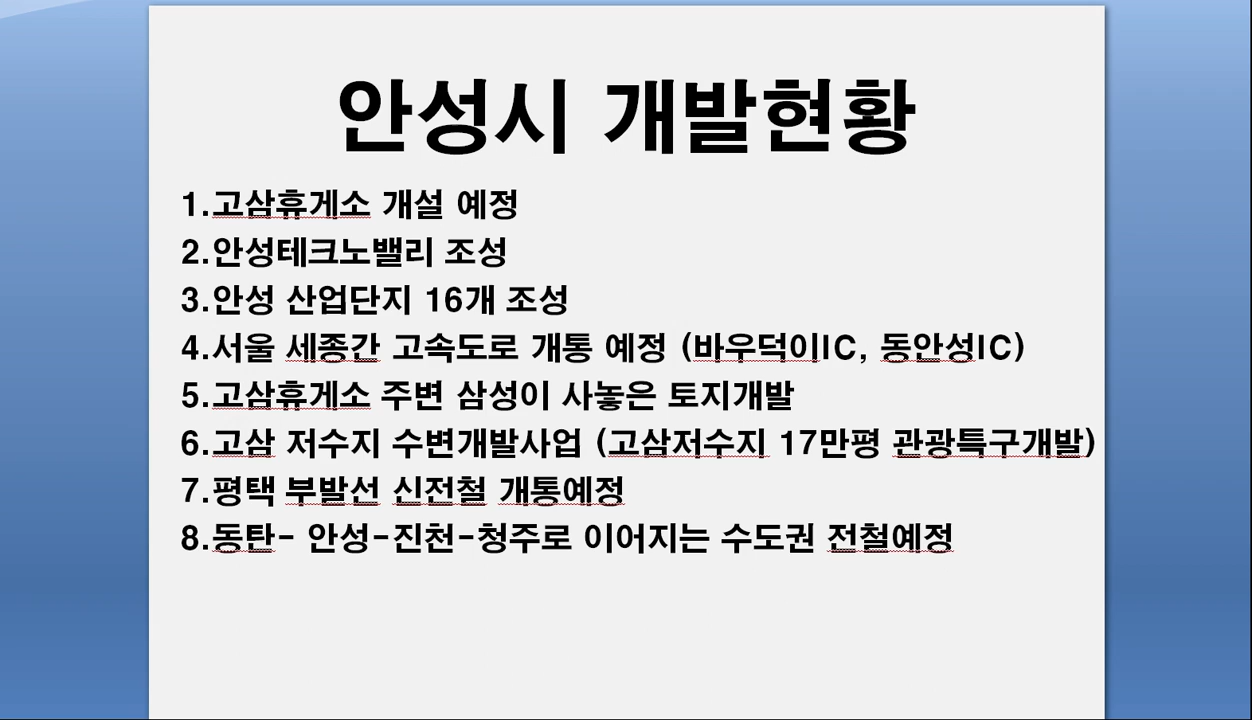 안성시 개발현황
1.고삼휴게소 개설 예정
2.안성테크노밸리 조성
3.안성 산업단지 16개 조성
4.서울 세종간 고속도로 개통 예정 (바우덕이IC, 동안성IC)
5.고삼휴게소 주변 삼성이 사놓은 토지개발
6.고삼 저수지 수변개발사업 (고삼저수지 17만평 관광특구개발)
7.평택 부발선 신전철 개통예정
8.동탄- 안성-진천-청주로 이어지는 수도권 전철예정